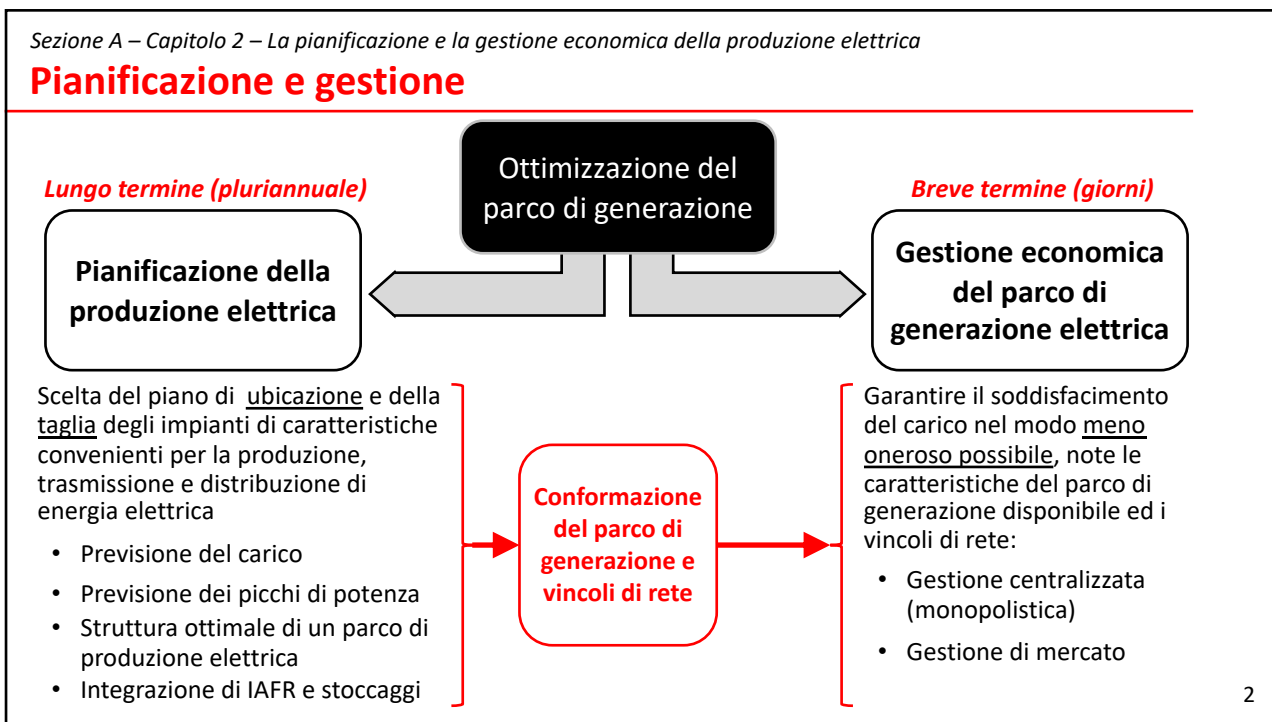 Sezione A – Capitolo 2 – La pianificazione e la gestione economica della produzione elettrica
Pianificazione e gestione
Ottimizzazione del
parco di generazione
Lungo termine (pluriannuale)
Pianificazione della
produzione elettrica
Scelta del piano di ubicazione e della
taglia degli impianti di caratteristiche
convenienti per la produzione,
trasmissione e distribuzione di
energia elettrica
• Previsione del carico
• Previsione dei picchi di potenza
• Struttura ottimale di un parco di
produzione elettrica
• Integrazione di IAFR e stoccaggi
Conformazione
del parco di
generazione e
vincoli di rete
Breve termine (giorni)
Gestione economica
del parco di
generazione elettrica
Garantire il soddisfacimento
del carico nel modo meno
oneroso possibile, note le
caratteristiche del parco di
generazione disponibile ed i
vincoli di rete:
• Gestione centralizzata
(monopolistica)
• Gestione di mercato
2